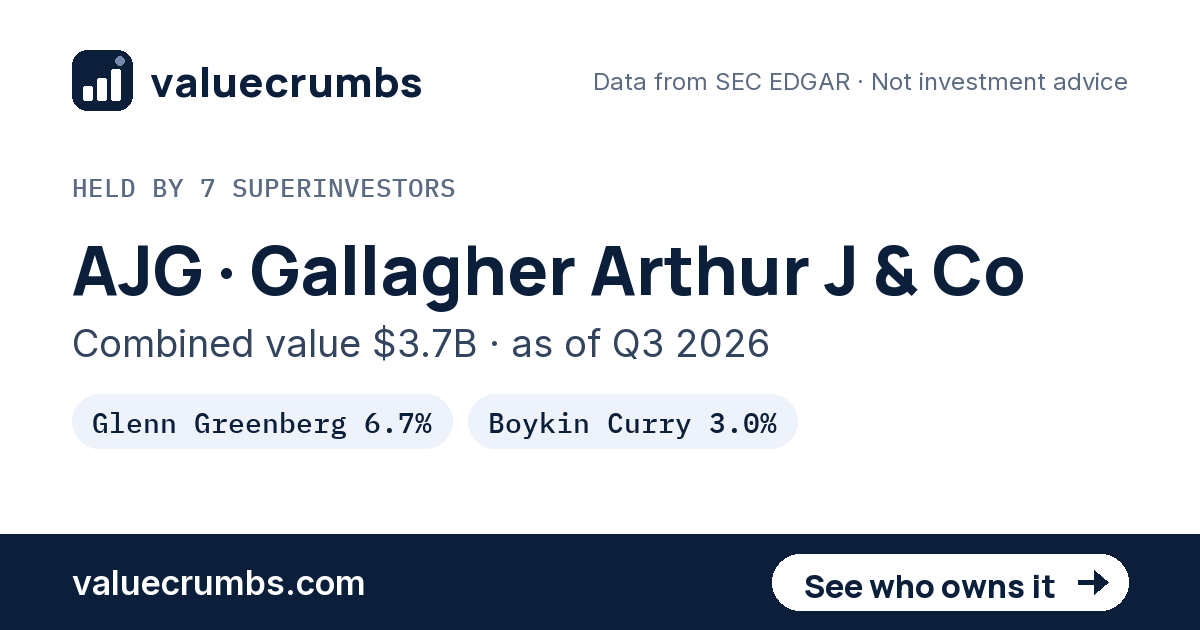 valuecrumbs
Data from SEC EDGAR · Not investment advice
HELD BY 7 SUPERINVESTORS
AJG · Gallagher Arthur J & Co
Combined value $3.7B · as of Q3 2026
Glenn Greenberg 6.7%
Boykin Curry 3.0%
valuecrumbs.com
See who owns it →